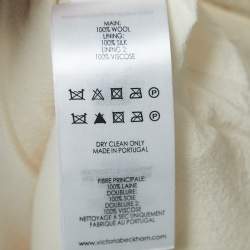 MAIN:
100% WOOL
LINING:
100% SILK
LINING 2:
100% VISCOSE
DRY CLEAN ONLY
MADE IN PORTUGAL
FIBRE PRINCIPALE:
100% LAINE
DOUBLURE:
100% SOIE
DOUBLURE 2:
100% VISCOSE
NETTOYAGE À SEC UNIQUEMENT
FABRIQUÉ AU PORTUGAL
www.victoriabeckham.com